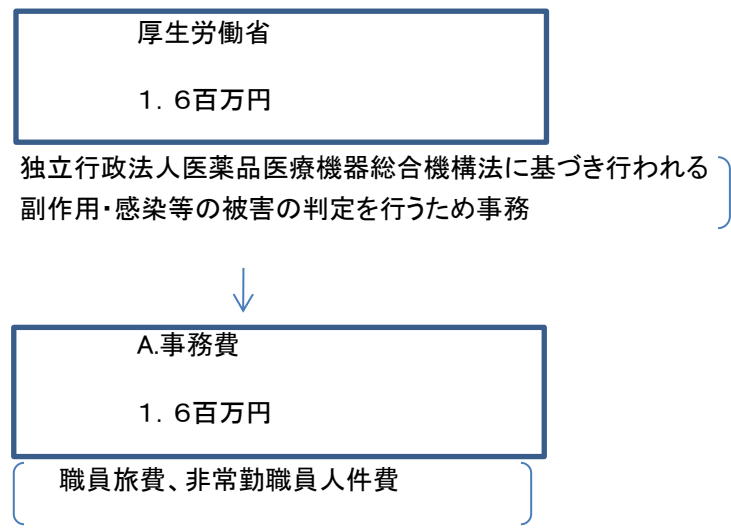 厚生労働省
１．６百万円
独立行政法人医薬品医療機器総合機構法に基づき行われる
副作用・感染等の被害の判定を行うため事務
A.事務費
１．６百万円
職員旅費、非常勤職員人件費